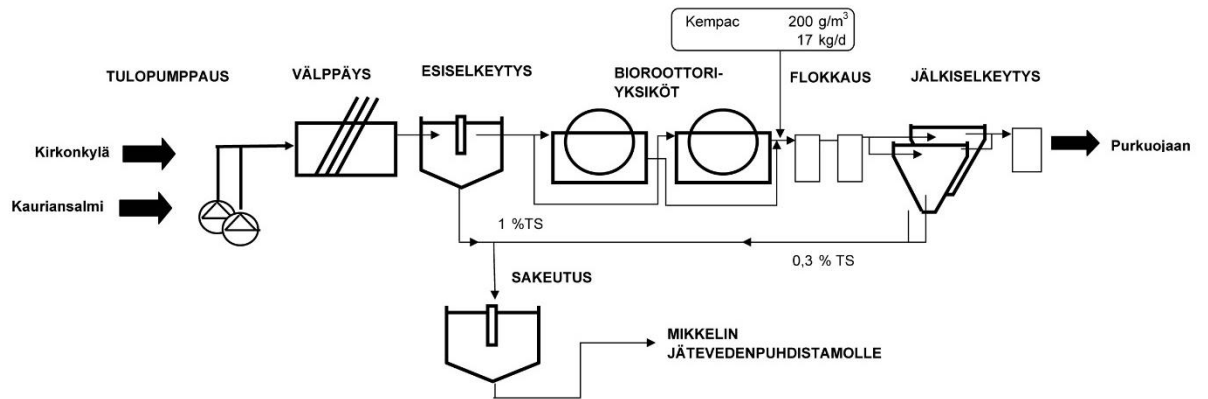 Kempac 200 g/m³
17 kg/d
TULOPUMPPAUS VÄLPPÄYS ESISELKEYTYS BIOROOTTORI-
YKSIKÖT FLOKKAUS JÄLKISELKEYTYS
Kirkonkylä
Purkuojaan
Kauriansalmi
1 %TS
0,3 % TS
SAKEUTUS
MIKKELIN
JÄTEVEDENPUHDISTAMOLLE